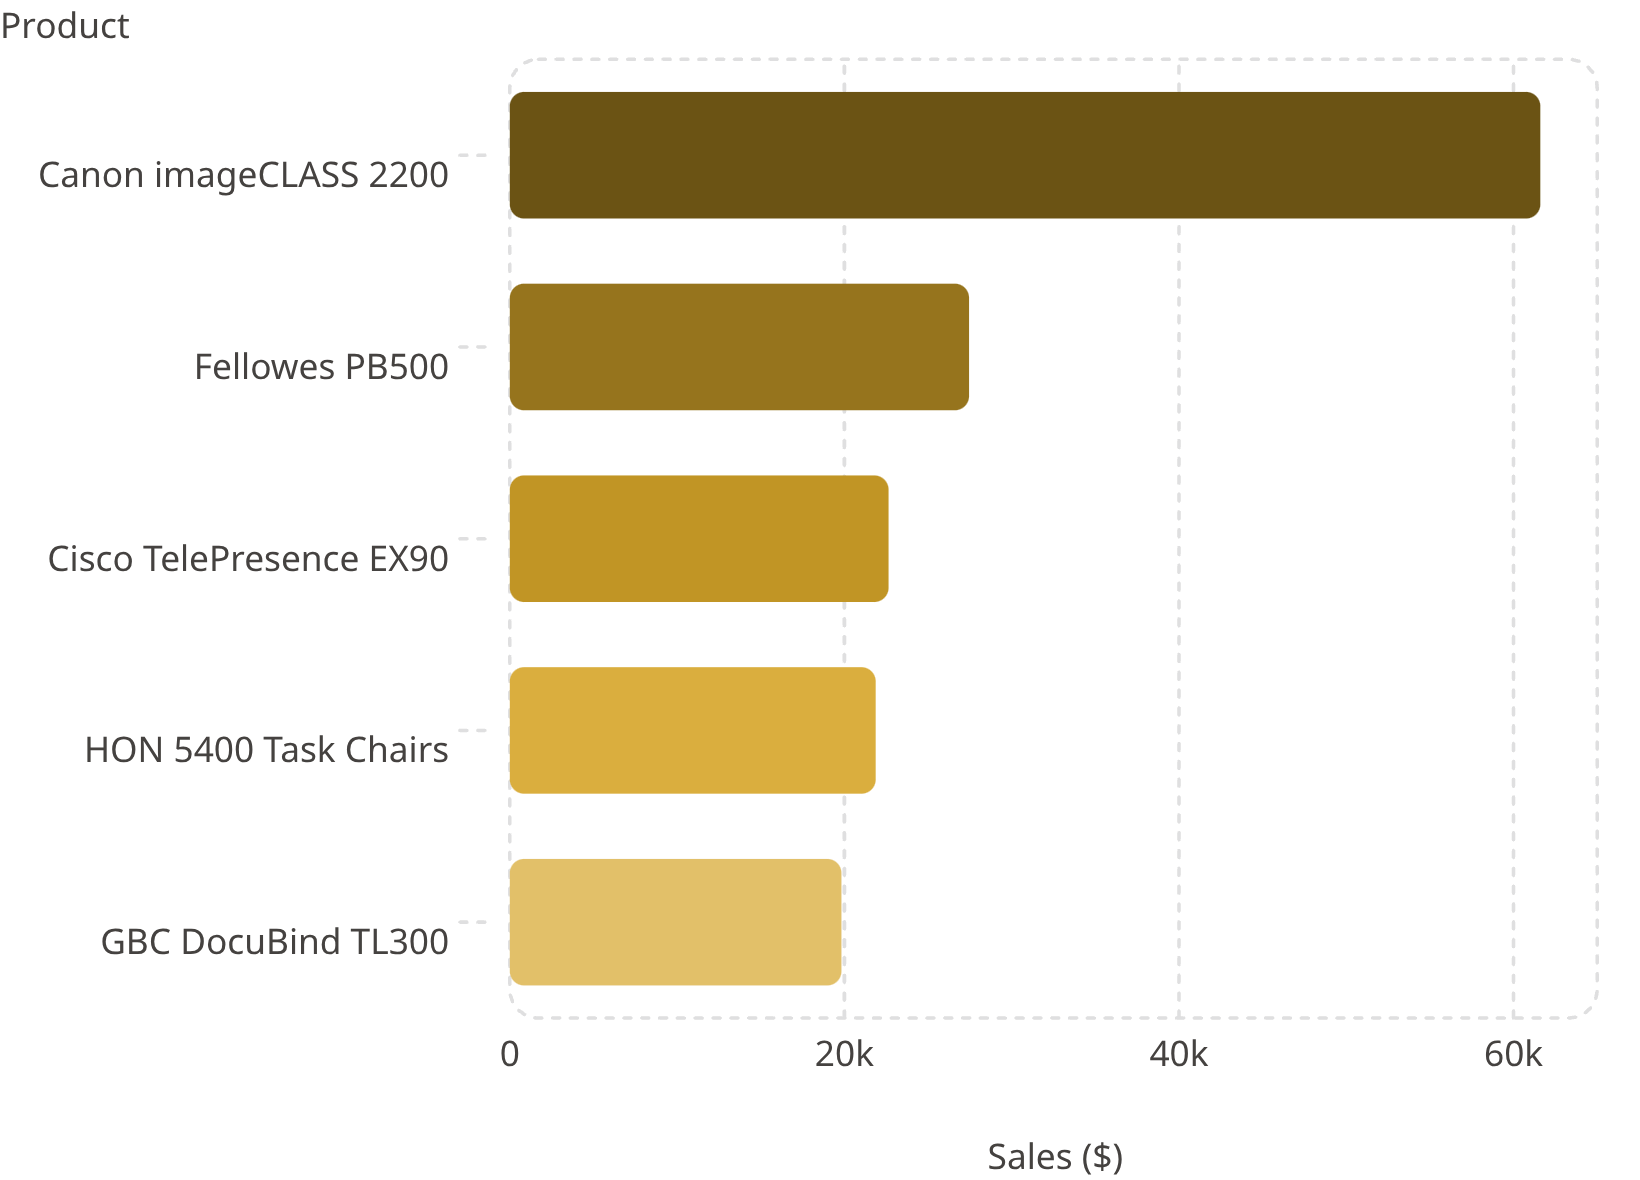 Product
Canon imageCLASS 2200
Fellowes PB500
Cisco TelePresence EX90
HON 5400 Task Chairs
GBC DocuBind TL300
0 20k 40k 60k
Sales ($)